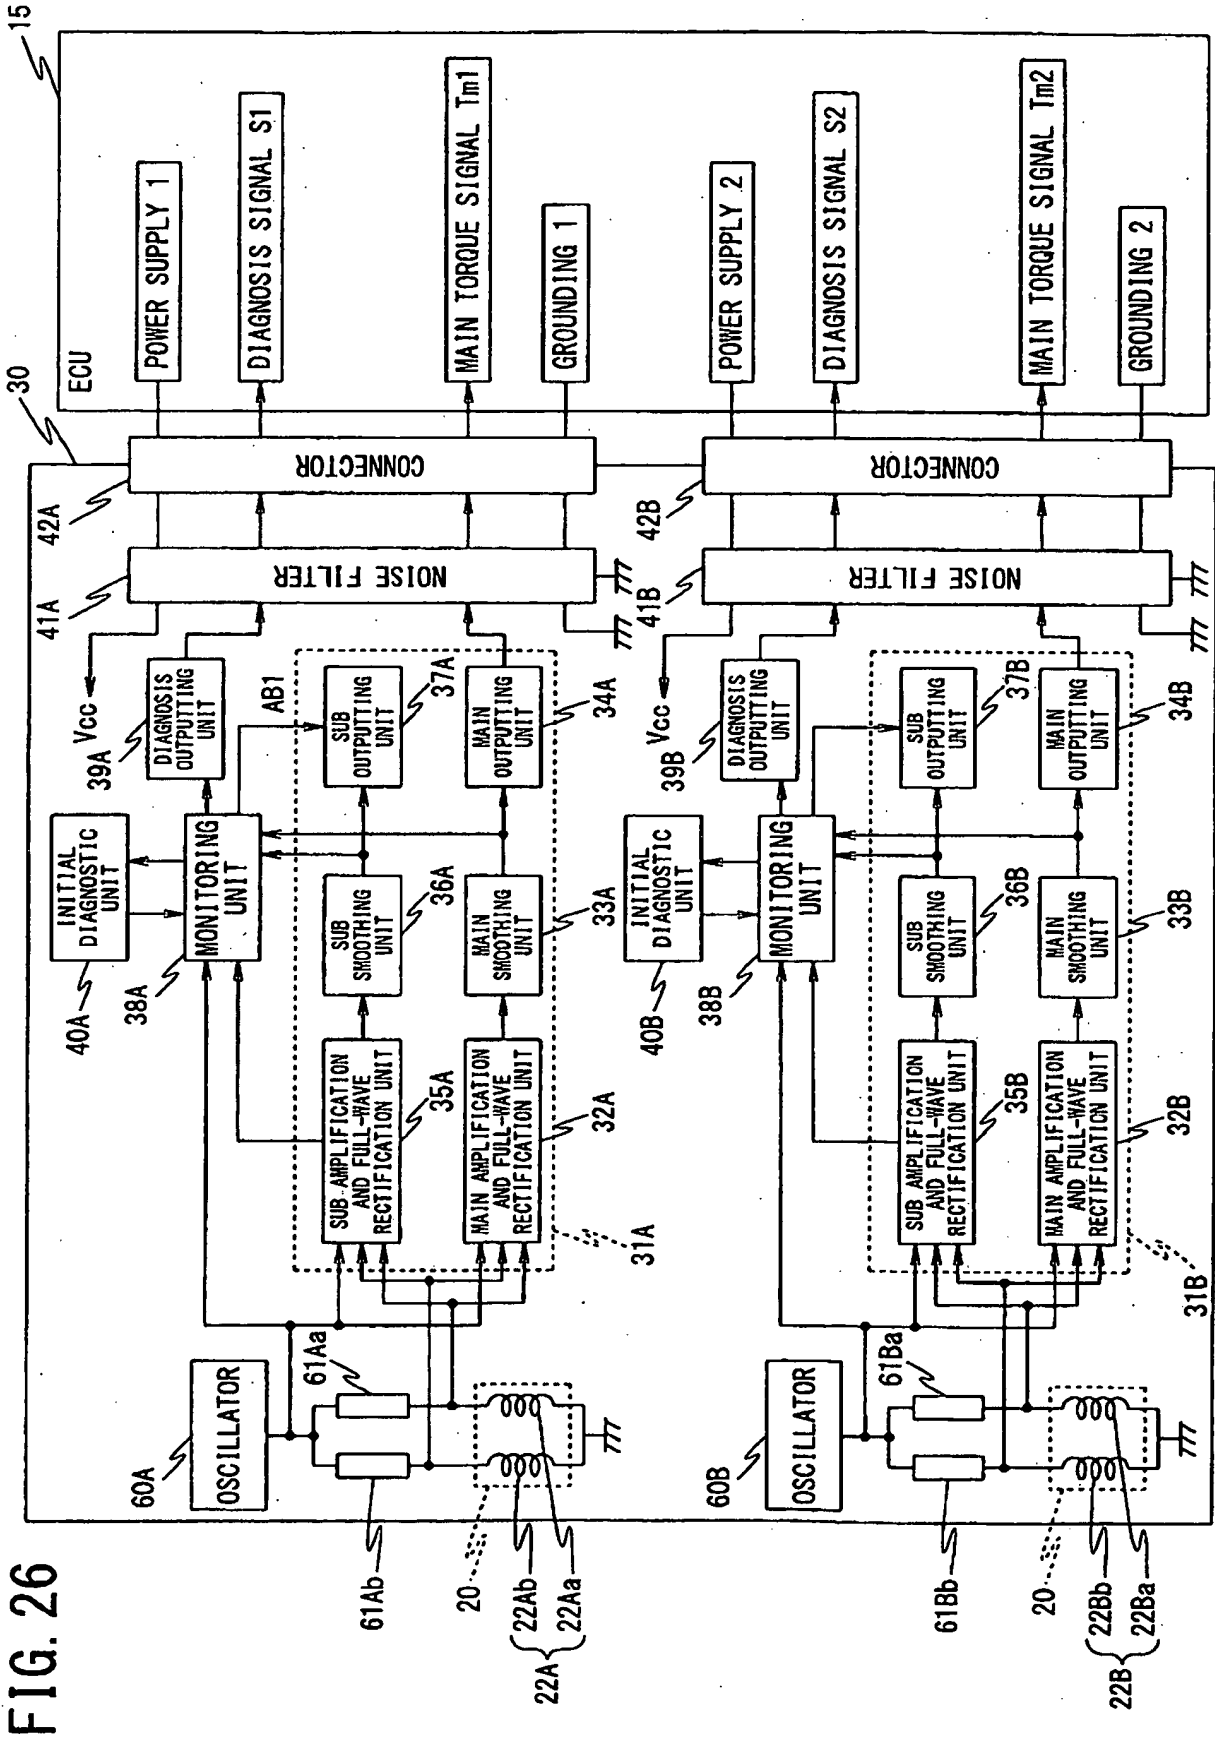 FIG. 26
15
30
ECU
POWER SUPPLY 1
DIAGNOSIS SIGNAL S1
MAIN TORQUE SIGNAL Tm1
GROUNDING 1
POWER SUPPLY 2
DIAGNOSIS SIGNAL S2
MAIN TORQUE SIGNAL Tm2
GROUNDING 2
42A
CONNECTOR
42B
CONNECTOR
41A
NOISE FILTER
41B
NOISE FILTER
Vcc
39A
DIAGNOSIS
OUTPUTTING
UNIT
AB1
SUB
OUTPUTTING
UNIT
37A
MAIN
OUTPUTTING
UNIT
34A
40A
INITIAL
DIAGNOSTIC
UNIT
38A
MONITORING
UNIT
SUB
SMOOTHING
UNIT
36A
MAIN
SMOOTHING
UNIT
33A
SUB AMPLIFICATION
AND FULL-WAVE
RECTIFICATION UNIT
35A
MAIN AMPLIFICATION
AND FULL-WAVE
RECTIFICATION UNIT
32A
31A
60A
OSCILLATOR
61Aa
61Ab
20
22Ab
22Aa
22A
Vcc
39B
DIAGNOSIS
OUTPUTTING
UNIT
SUB
OUTPUTTING
UNIT
37B
MAIN
OUTPUTTING
UNIT
34B
40B
INITIAL
DIAGNOSTIC
UNIT
38B
MONITORING
UNIT
SUB
SMOOTHING
UNIT
36B
MAIN
SMOOTHING
UNIT
33B
SUB AMPLIFICATION
AND FULL-WAVE
RECTIFICATION UNIT
35B
MAIN AMPLIFICATION
AND FULL-WAVE
RECTIFICATION UNIT
32B
31B
60B
OSCILLATOR
61Ba
61Bb
20
22Bb
22Ba
22B